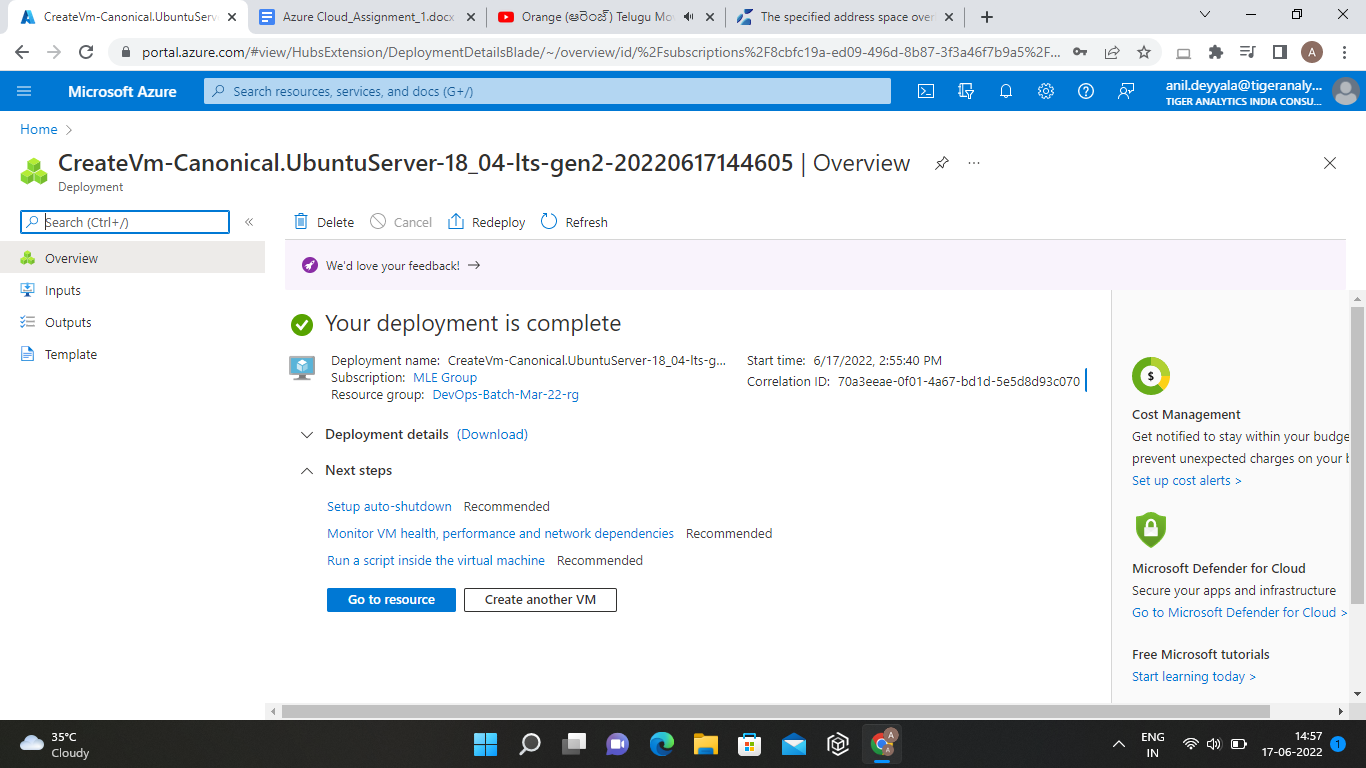 CreateVm-Canonical.UbuntuServe
Azure Cloud_Assignment_1.docx
Orange (ఆరెంజ్) Telugu Mov
The specified address space over
portal.azure.com/#view/HubsExtension/DeploymentDetailsBlade/~/overview/id/%2Fsubscriptions%2F8cbfc19a-ed09-496d-8b87-3f3a46f7b9a5%2F...
A
Microsoft Azure
Search resources, services, and docs (G+/)
anil.deyyala@tigeranaly...
TIGER ANALYTICS INDIA CONSU...
Home
CreateVm-Canonical.UbuntuServer-18_04-lts-gen2-20220617144605 | Overview
Deployment
Search (Ctrl+/)
«
Delete
Cancel
Redeploy
Refresh
Overview
Inputs
Outputs
Template
We'd love your feedback! →
Your deployment is complete
Deployment name: CreateVm-Canonical.UbuntuServer-18_04-lts-g...
Subscription: MLE Group
Resource group: DevOps-Batch-Mar-22-rg
Start time: 6/17/2022, 2:55:40 PM
Correlation ID: 70a3eeae-0f01-4a67-bd1d-5e5d8d93c070
Deployment details (Download)
Next steps
Setup auto-shutdown Recommended
Monitor VM health, performance and network dependencies Recommended
Run a script inside the virtual machine Recommended
Go to resource
Create another VM
$
Cost Management
Get notified to stay within your budge
prevent unexpected charges on your b
Set up cost alerts >
Microsoft Defender for Cloud
Secure your apps and infrastructure
Go to Microsoft Defender for Cloud >
Free Microsoft tutorials
Start learning today >
35°C
Cloudy
A
ENG
IN
14:57
17-06-2022
1